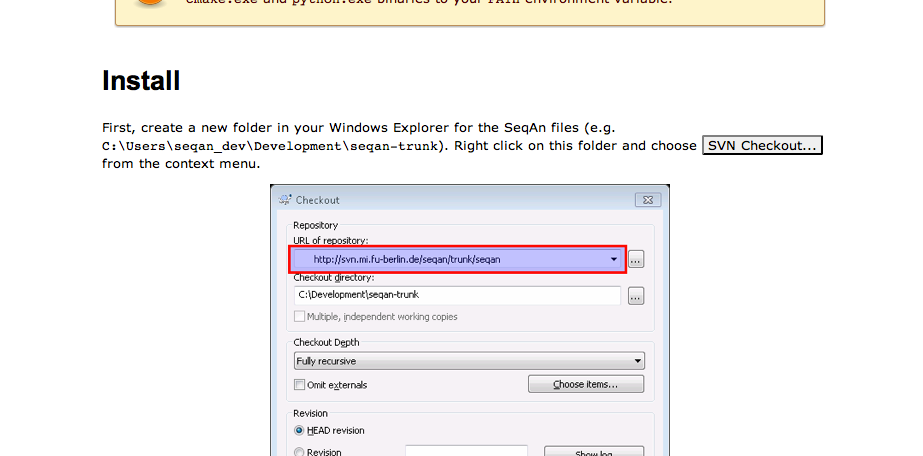 cmake.exe and python.exe binaries to your PATH environment variable.
Install
First, create a new folder in your Windows Explorer for the SeqAn files (e.g.
C:\Users\seqan_dev\Development\seqan-trunk). Right click on this folder and choose SVN Checkout...
from the context menu.
Checkout
Repository
URL of repository:
http://svn.mi.fu-berlin.de/seqan/trunk/seqan
...
Checkout directory:
C:\Development\seqan-trunk
...
Multiple, independent working copies
Checkout Depth
Fully recursive
Omit externals
Choose items...
Revision
HEAD revision
Revision
Show log